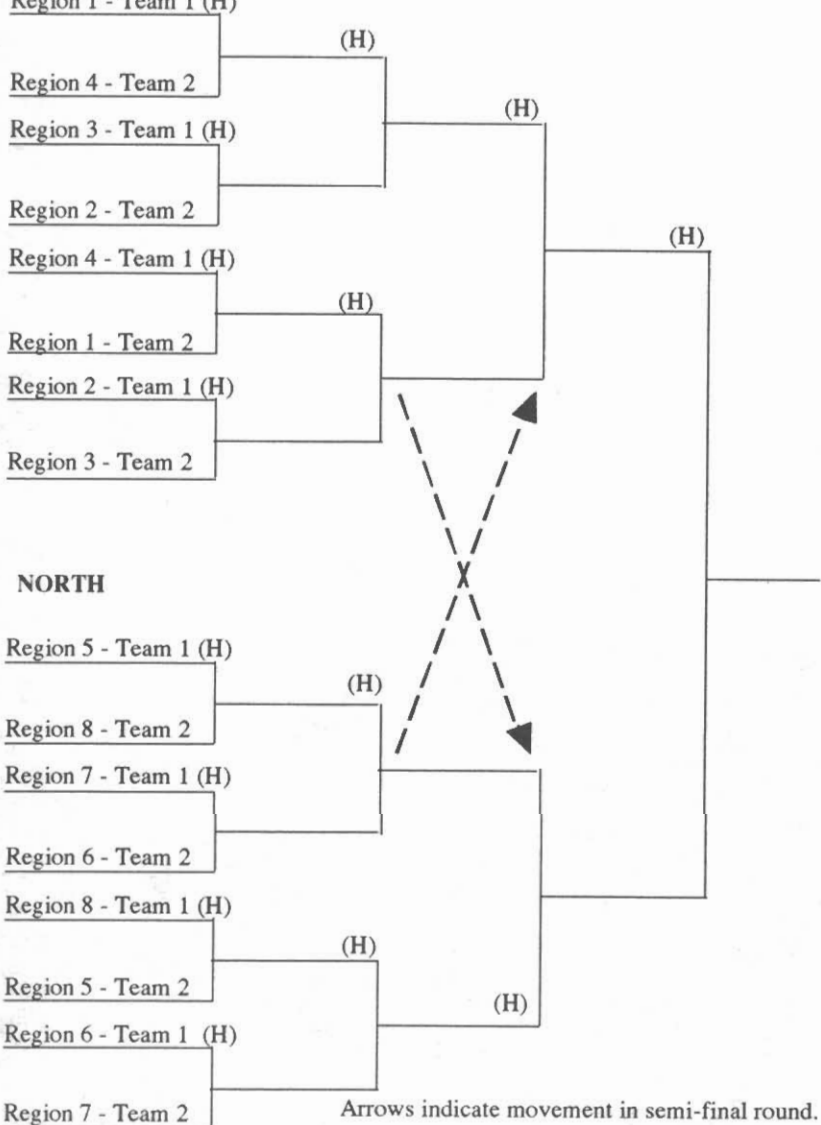 Region 1 - Team 1 (H)
(H)
Region 4 - Team 2
(H)
Region 3 - Team 1 (H)
Region 2 - Team 2
(H)
Region 4 - Team 1 (H)
(H)
Region 1 - Team 2
Region 2 - Team 1 (H)
Region 3 - Team 2
NORTH
Region 5 - Team 1 (H)
(H)
Region 8 - Team 2
Region 7 - Team 1 (H)
Region 6 - Team 2
Region 8 - Team 1 (H)
(H)
Region 5 - Team 2
(H)
Region 6 - Team 1 (H)
Region 7 - Team 2
Arrows indicate movement in semi-final round.